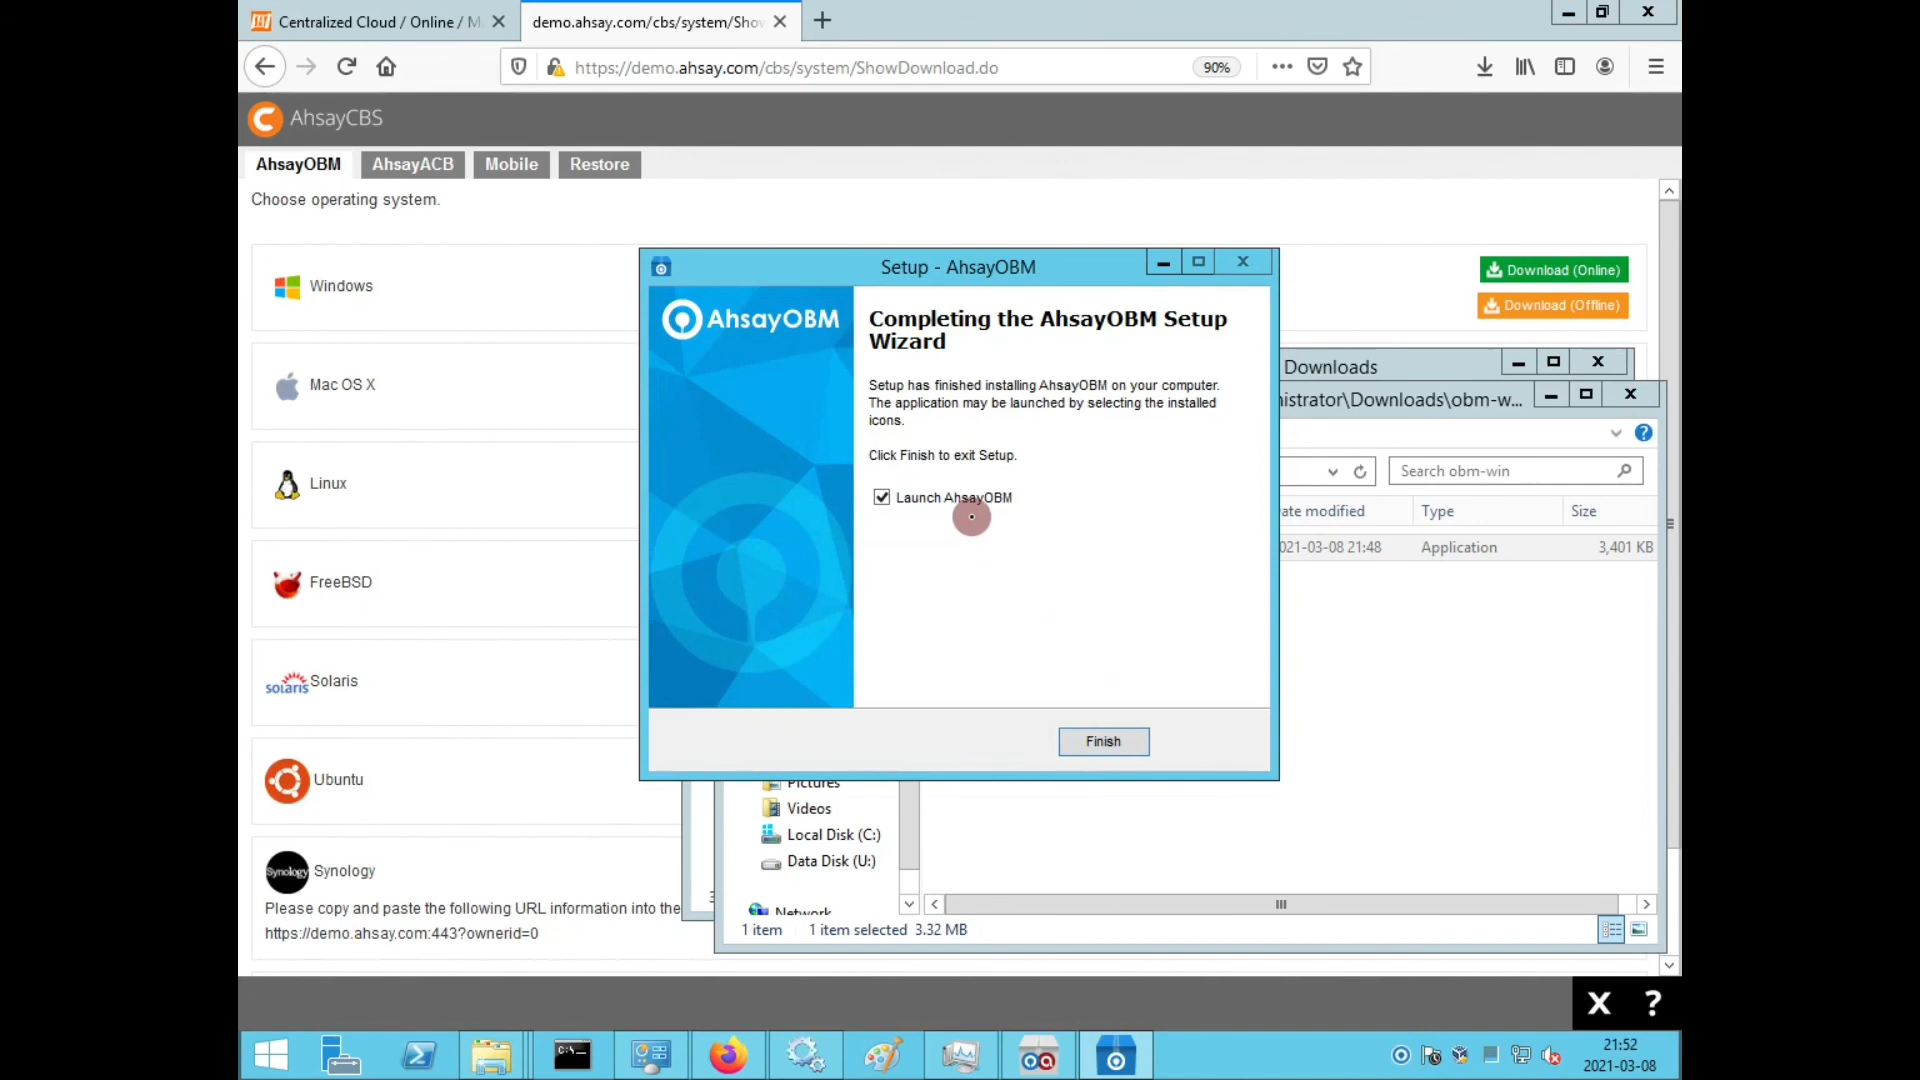 Centralized Cloud / Online / M
demo.ahsay.com/cbs/system/Sho
https://demo.ahsay.com/cbs/system/ShowDownload.do
90%
AhsayCBS
AhsayOBM
AhsayACB
Mobile
Restore
Choose operating system.
Windows
Download (Online)
Download (Offline)
Mac OS X
Linux
FreeBSD
Solaris
Ubuntu
Synology
Please copy and paste the following URL information into the
https://demo.ahsay.com:443?ownerid=0
Setup - AhsayOBM
AhsayOBM
Completing the AhsayOBM Setup
Wizard
Setup has finished installing AhsayOBM on your computer.
The application may be launched by selecting the installed
icons.
Click Finish to exit Setup.
Launch AhsayOBM
Finish
Downloads
nistrator\Downloads\obm-w...
Search obm-win
ate modified
Type
Size
021-03-08 21:48
Application
3,401 KB
Pictures
Videos
Local Disk (C:)
Data Disk (U:)
Network
1 item
1 item selected 3.32 MB
X ?
21:52
2021-03-08